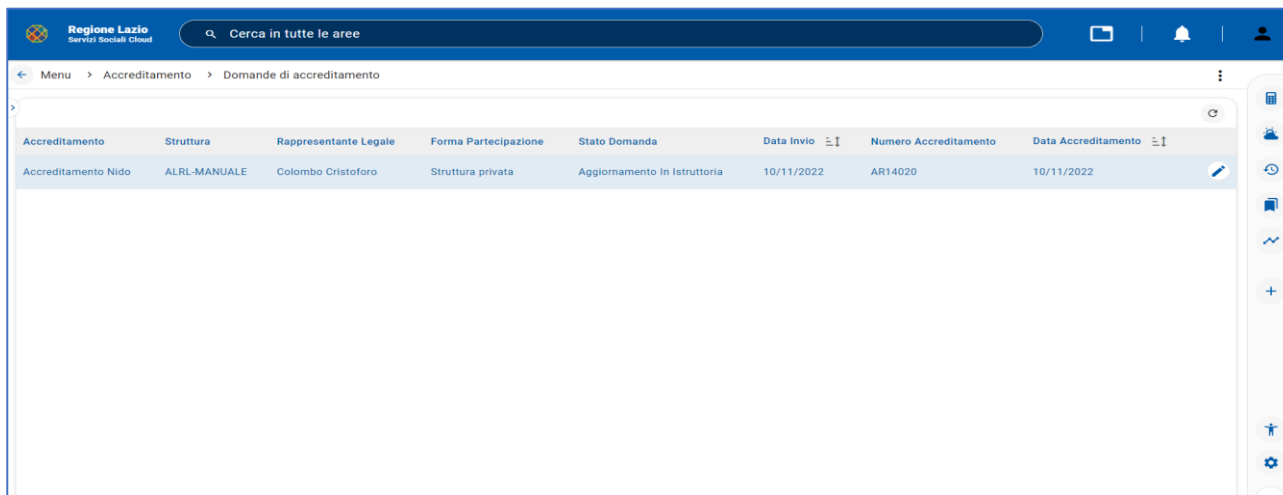 Regione Lazio
Servizi Sociali Cloud
Cerca in tutte le aree
Menu > Accreditamento > Domande di accreditamento
Accreditamento Struttura Rappresentante Legale Forma Partecipazione Stato Domanda Data Invio Numero Accreditamento Data Accreditamento
Accreditamento Nido ALRL-MANUALE Colombo Cristoforo Struttura privata Aggiornamento In Istruttoria 10/11/2022 AR14020 10/11/2022